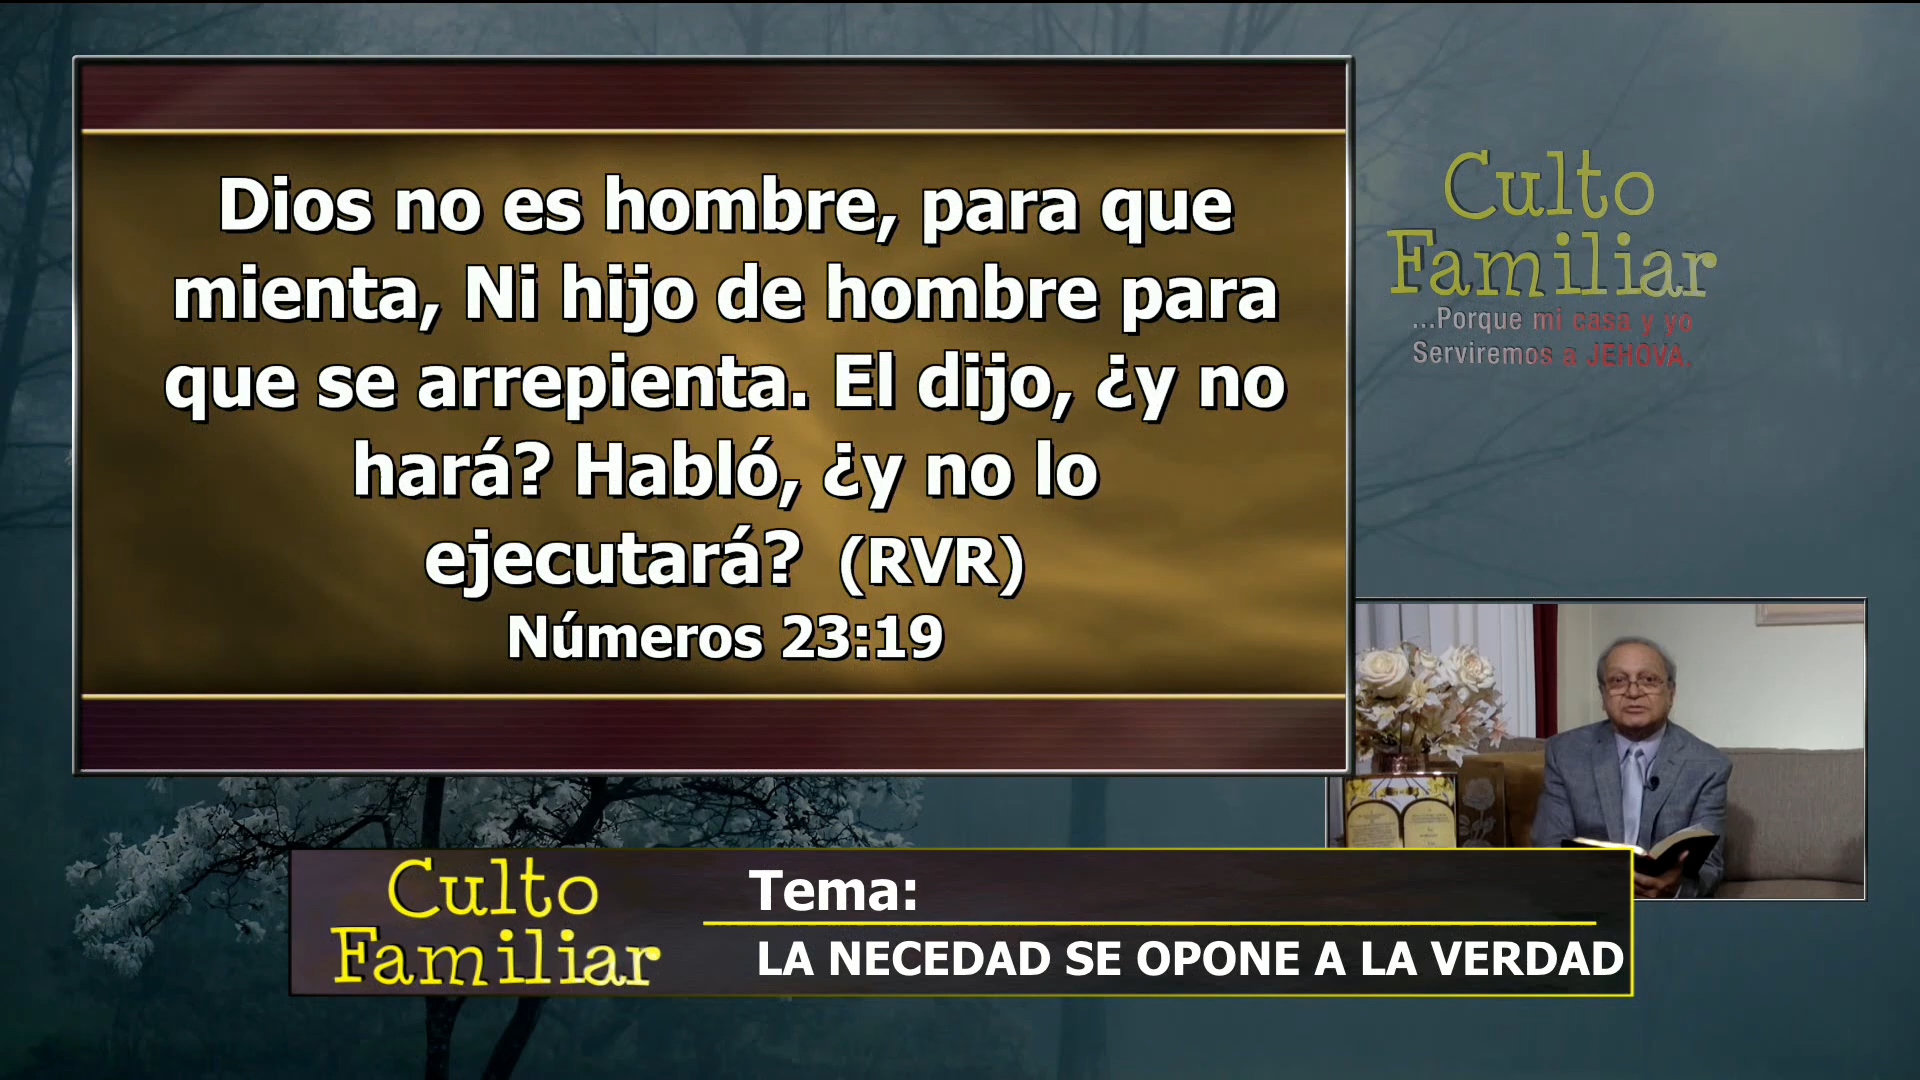 Dios no es hombre, para que
mienta, Ni hijo de hombre para
que se arrepienta. El dijo, ¿y no
hará? Habló, ¿y no lo
ejecutará? (RVR)
Números 23:19
Culto
Familiar
...Porque mi casa y yo
Serviremos a JEHOVA.
Culto
Familiar
Tema:
LA NECEDAD SE OPONE A LA VERDAD